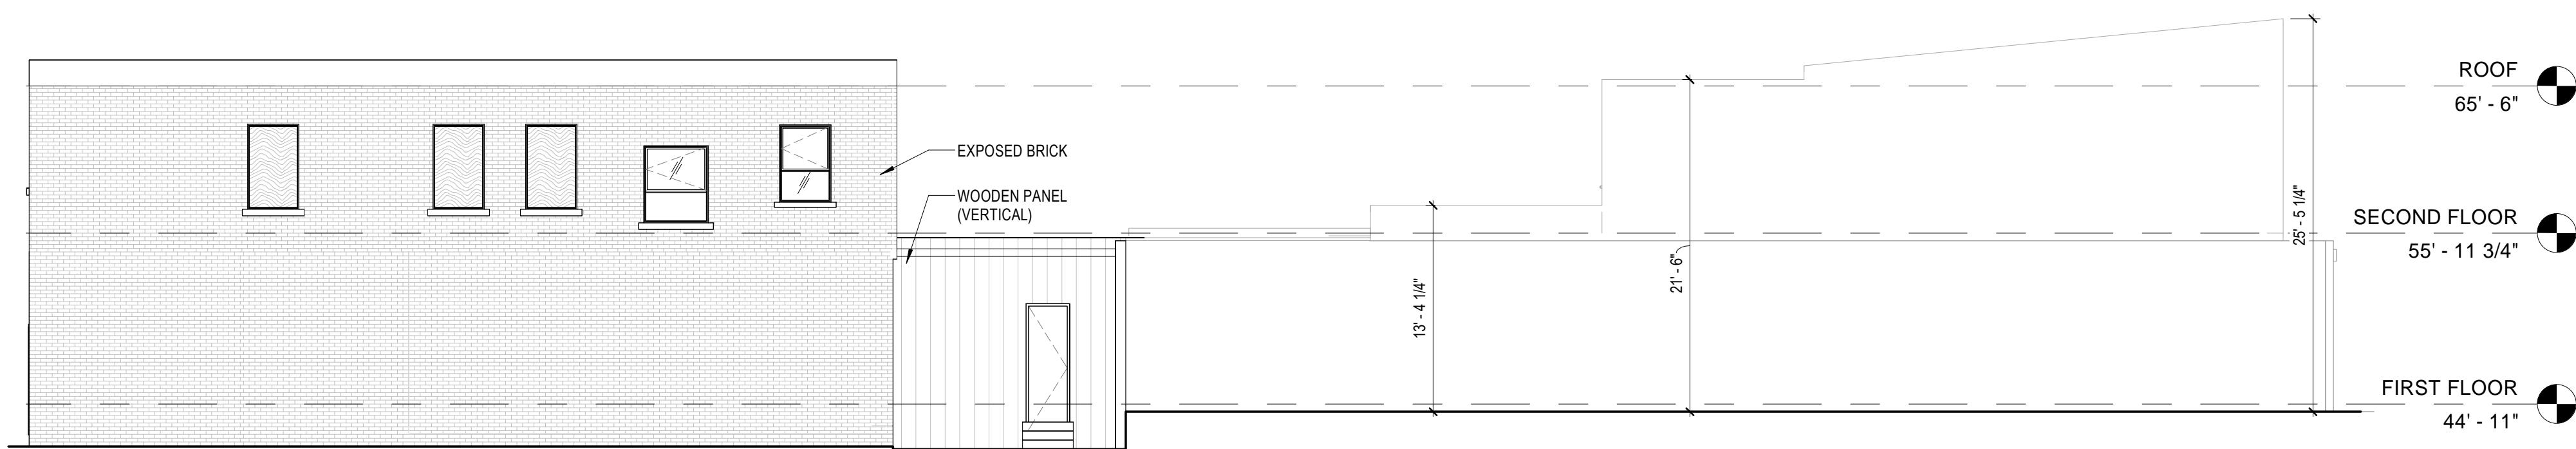 ROOF
65' - 6"
EXPOSED BRICK
WOODEN PANEL
(VERTICAL)
SECOND FLOOR
55' - 11 3/4"
25' - 5 1/4"
21' - 6"
13' - 4 1/4"
FIRST FLOOR
44' - 11"